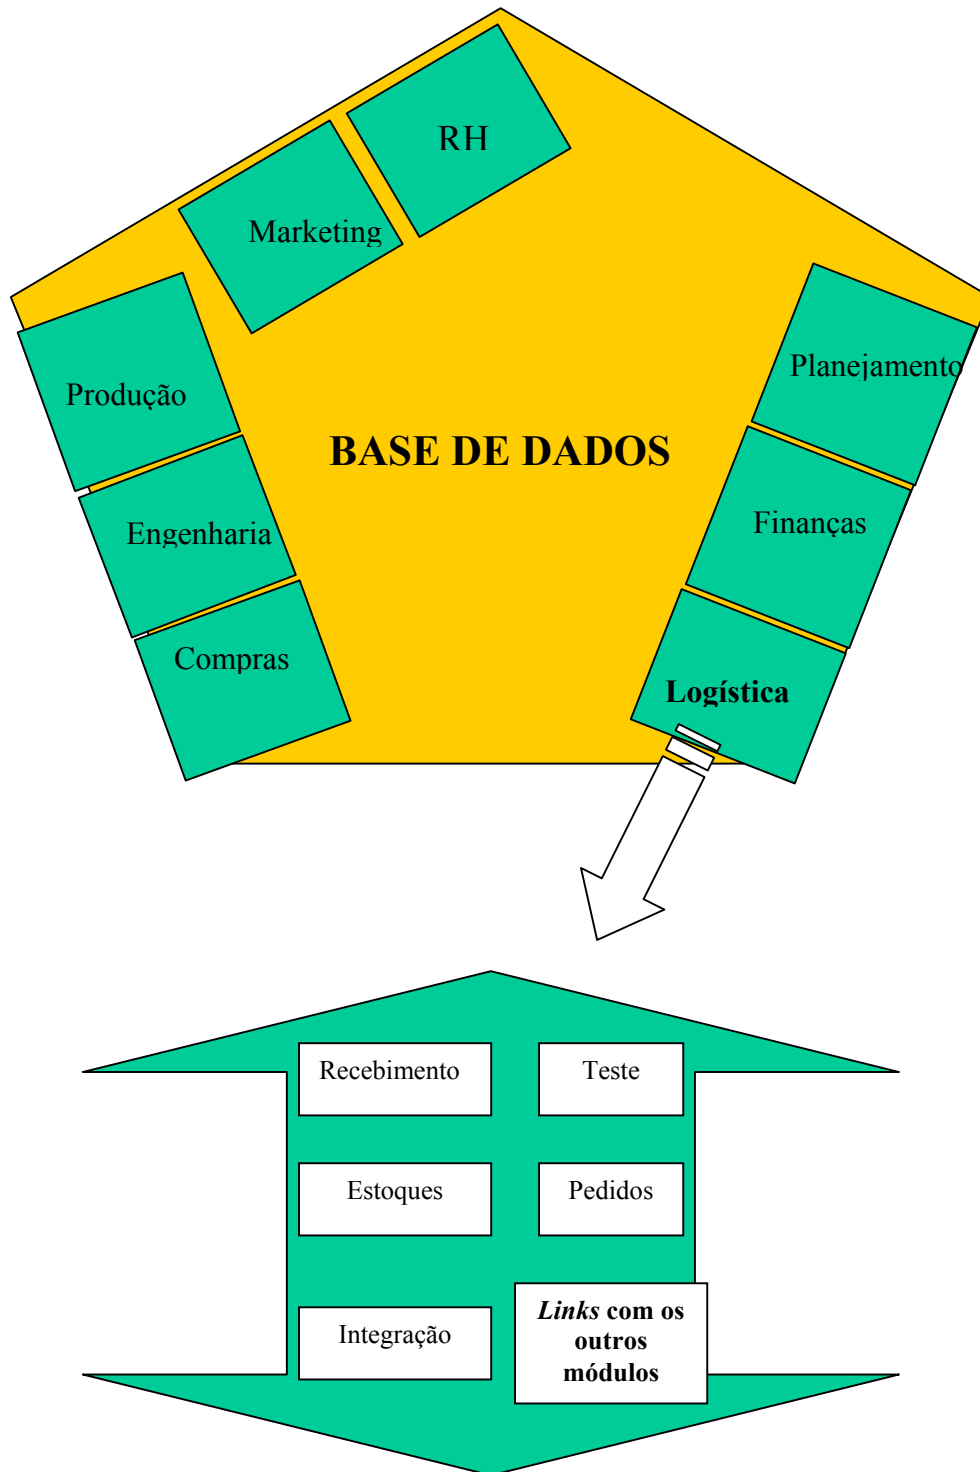 RH
Marketing
Planejamento
Produção
BASE DE DADOS
Finanças
Engenharia
Compras
Logística
Recebimento
Teste
Estoques
Pedidos
Integração
Links com os
outros
módulos